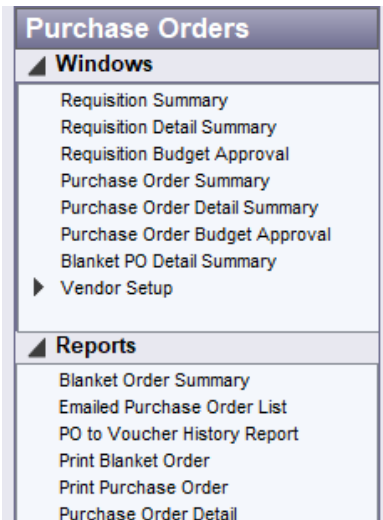 Purchase Orders
Windows
Requisition Summary
Requisition Detail Summary
Requisition Budget Approval
Purchase Order Summary
Purchase Order Detail Summary
Purchase Order Budget Approval
Blanket PO Detail Summary
Vendor Setup
Reports
Blanket Order Summary
Emailed Purchase Order List
PO to Voucher History Report
Print Blanket Order
Print Purchase Order
Purchase Order Detail